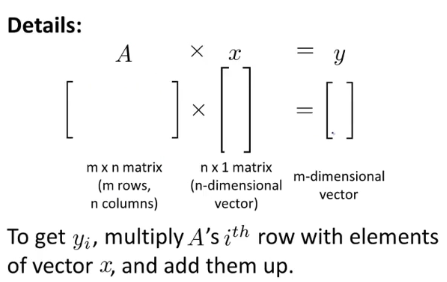 Details:
A × x = y
[ ] × [ ] = [ ]
m x n matrix n x 1 matrix m-dimensional
(m rows, (n-dimensional vector
n columns) vector)
To get yᵢ, multiply A's iᵗʰ row with elements
of vector x, and add them up.